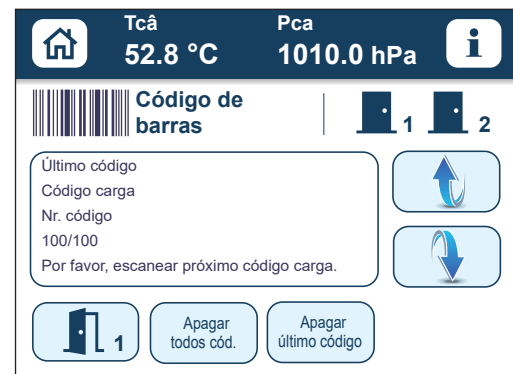 Tcâ
Pca
52.8 °C
1010.0 hPa
i
Código de
barras
1
2
Último código
Código carga
Nr. código
100/100
Por favor, escanear próximo código carga.
1
Apagar
todos cód.
Apagar
último código